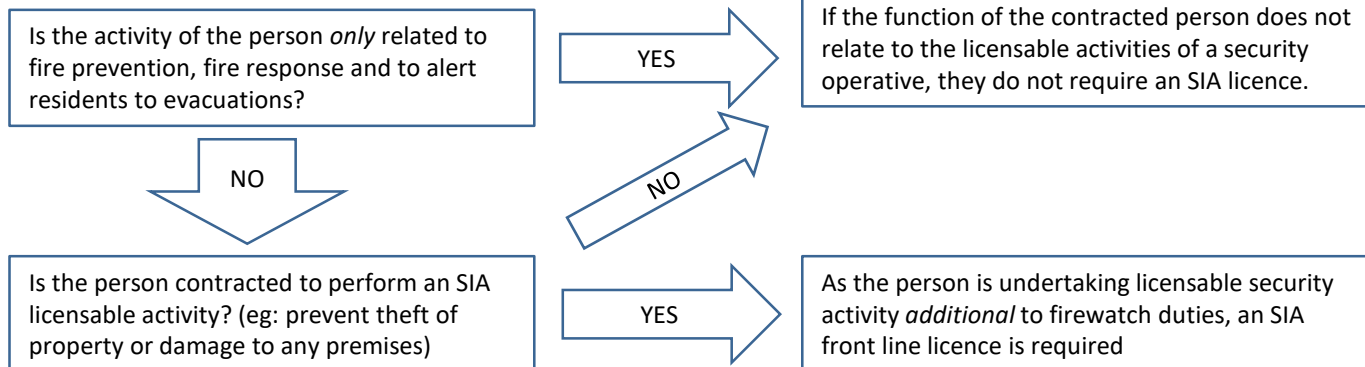 Is the activity of the person only related to
fire prevention, fire response and to alert
residents to evacuations?
YES
If the function of the contracted person does not
relate to the licensable activities of a security
operative, they do not require an SIA licence.
NO
NO
Is the person contracted to perform an SIA
licensable activity? (eg: prevent theft of
property or damage to any premises)
YES
As the person is undertaking licensable security
activity additional to firewatch duties, an SIA
front line licence is required